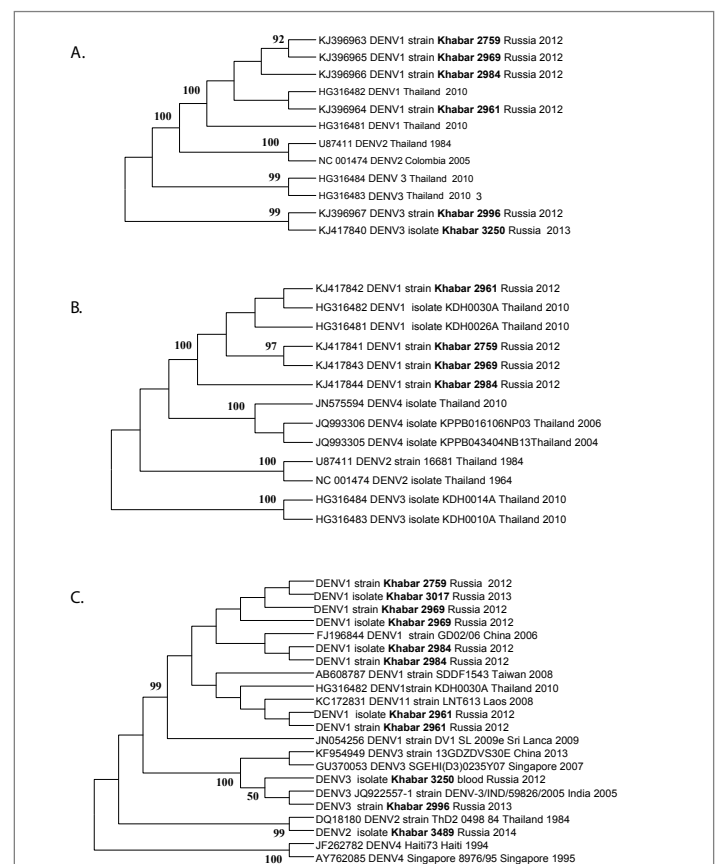 A.
92
KJ396963 DENV1 strain Khabar 2759 Russia 2012
KJ396965 DENV1 strain Khabar 2969 Russia 2012
KJ396966 DENV1 strain Khabar 2984 Russia 2012
100
HG316482 DENV1 Thailand 2010
KJ396964 DENV1 strain Khabar 2961 Russia 2012
100
HG316481 DENV1 Thailand 2010
100
U87411 DENV2 Thailand 1984
NC 001474 DENV2 Colombia 2005
99
HG316484 DENV 3 Thailand 2010
HG316483 DENV3 Thailand 2010 3
99
KJ396967 DENV3 strain Khabar 2996 Russia 2012
KJ417840 DENV3 isolate Khabar 3250 Russia 2013
B.
KJ417842 DENV1 strain Khabar 2961 Russia 2012
HG316482 DENV1 isolate KDH0030A Thailand 2010
HG316481 DENV1 isolate KDH0026A Thailand 2010
100
97
KJ417841 DENV1 strain Khabar 2759 Russia 2012
KJ417843 DENV1 strain Khabar 2969 Russia 2012
KJ417844 DENV1 strain Khabar 2984 Russia 2012
100
JN575594 DENV4 isolate Thailand 2010
JQ993306 DENV4 isolate KPPB016106NP03 Thailand 2006
JQ993305 DENV4 isolate KPPB043404NB13Thailand 2004
100
U87411 DENV2 strain 16681 Thailand 1984
NC 001474 DENV2 isolate Thailand 1964
100
HG316484 DENV3 isolate KDH0014A Thailand 2010
HG316483 DENV3 isolate KDH0010A Thailand 2010
C.
DENV1 strain Khabar 2759 Russia 2012
DENV1 isolate Khabar 3017 Russia 2013
DENV1 strain Khabar 2969 Russia 2012
DENV1 isolate Khabar 2969 Russia 2012
FJ196844 DENV1 strain GD02/06 China 2006
DENV1 isolate Khabar 2984 Russia 2012
DENV1 strain Khabar 2984 Russia 2012
AB608787 DENV1 strain SDDF1543 Taiwan 2008
99
HG316482 DENV1strain KDH0030A Thailand 2010
KC172831 DENV11 strain LNT613 Laos 2008
DENV1 isolate Khabar 2961 Russia 2012
DENV1 strain Khabar 2961 Russia 2012
JN054256 DENV1 strain DV1 SL 2009e Sri Lanca 2009
KF954949 DENV3 strain 13GDZDVS30E China 2013
GU370053 DENV3 SGEHI(D3)0235Y07 Singapore 2007
100
DENV3 isolate Khabar 3250 blood Russia 2012
50
DENV3 JQ922557-1 strain DENV-3/IND/59826/2005 India 2005
DENV3 strain Khabar 2996 Russia 2013
DQ18180 DENV2 strain ThD2 0498 84 Thailand 1984
99
DENV2 isolate Khabar 3489 Russia 2014
JF262782 DENV4 Haiti73 Haiti 1994
100
AY762085 DENV4 Singapore 8976/95 Singapore 1995